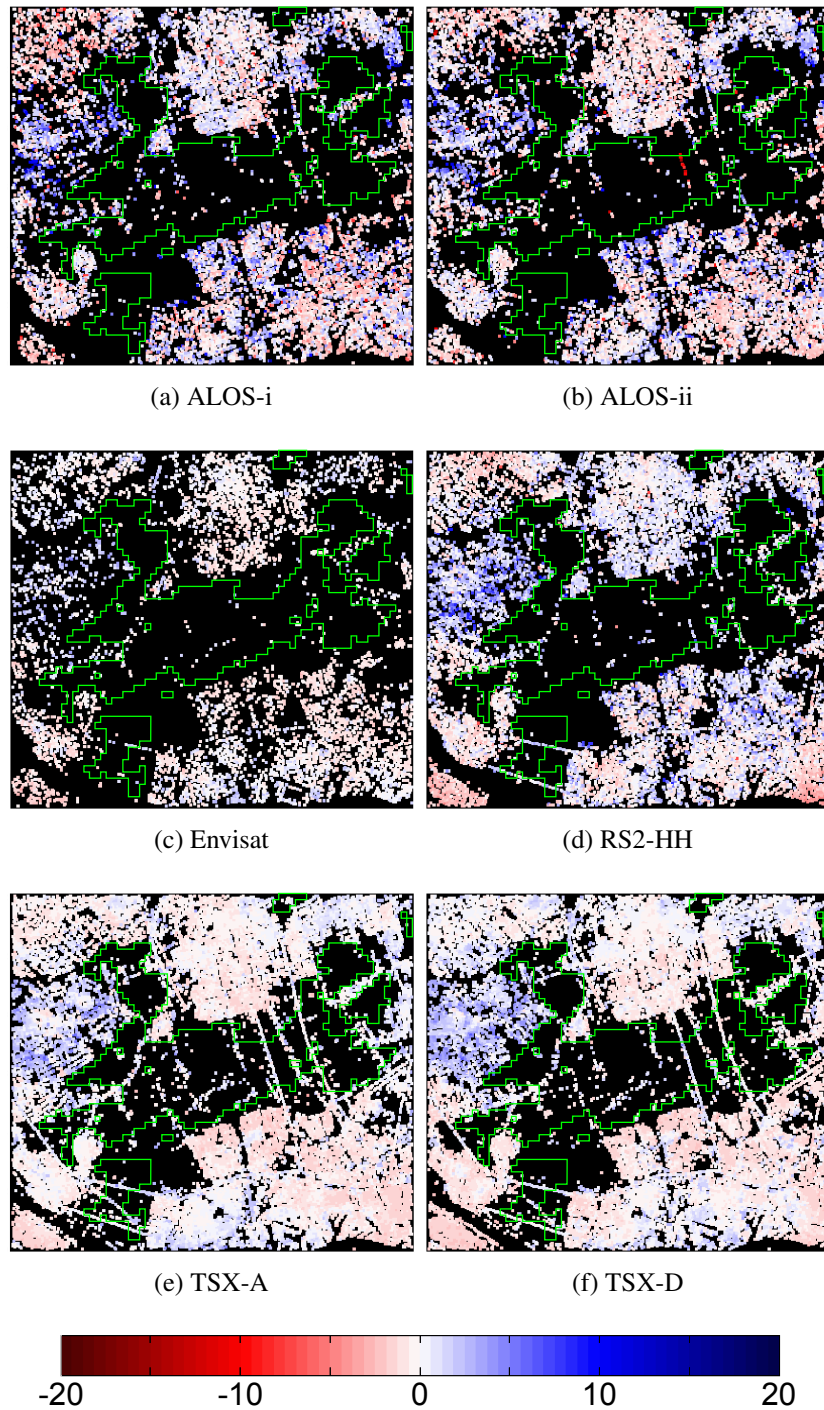 (a) ALOS-i
(b) ALOS-ii
(c) Envisat
(d) RS2-HH
(e) TSX-A
(f) TSX-D
-20 -10 0 10 20